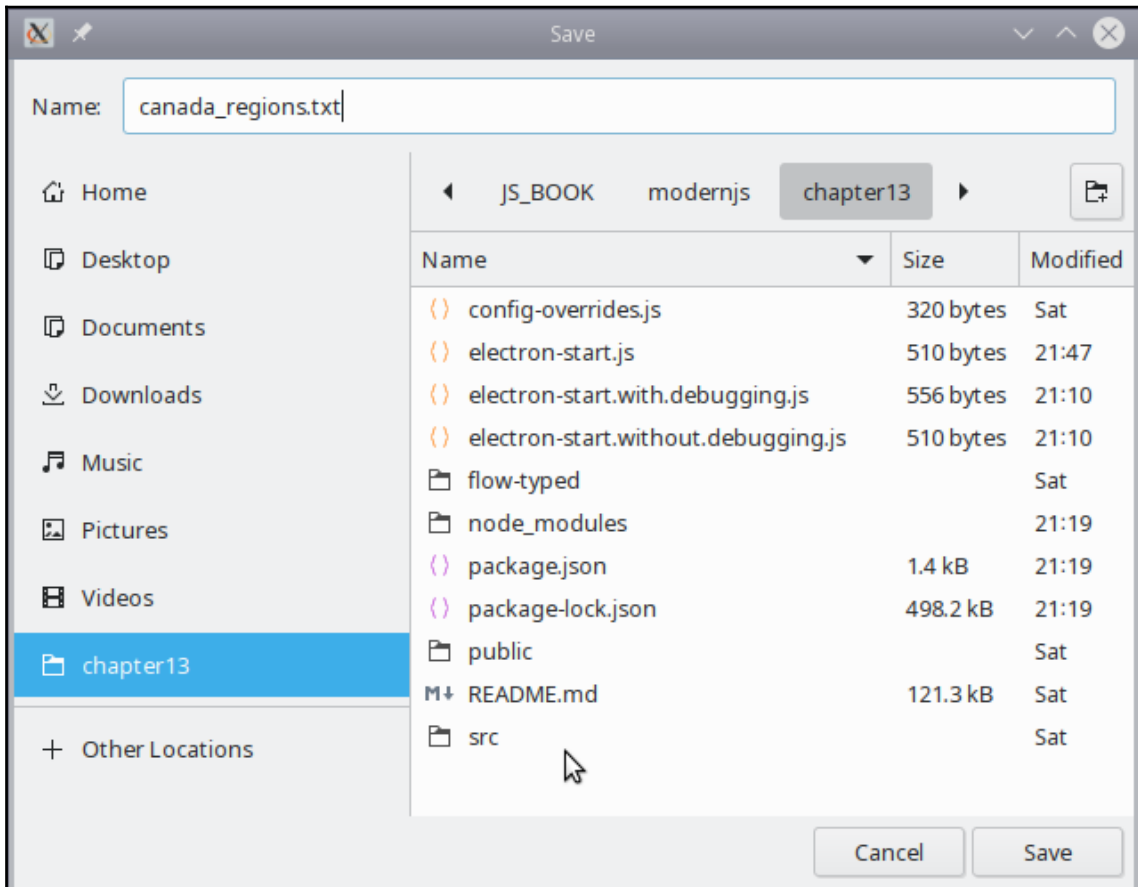 Save
Name: canada_regions.txt
Home
Desktop
Documents
Downloads
Music
Pictures
Videos
chapter13
Other Locations
JS_BOOK modernjs chapter13
Name Size Modified
config-overrides.js 320 bytes Sat
electron-start.js 510 bytes 21:47
electron-start.with.debugging.js 556 bytes 21:10
electron-start.without.debugging.js 510 bytes 21:10
flow-typed Sat
node_modules 21:19
package.json 1.4 kB 21:19
package-lock.json 498.2 kB 21:19
public Sat
M README.md 121.3 kB Sat
src Sat
Cancel Save